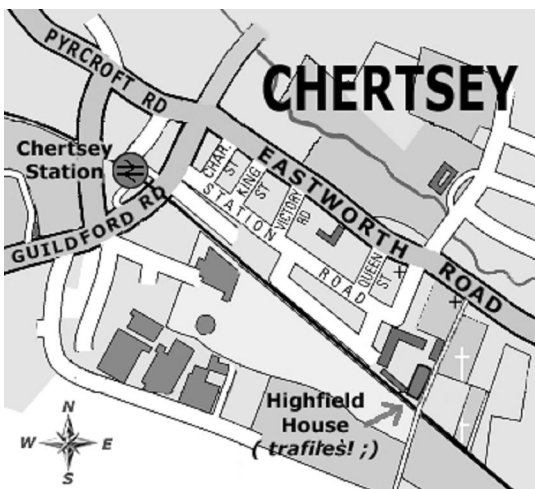 CHERTSEY
PYRCROFT RD
Chertsey
Station
GUILDFORD RD
CHAR.
ST
KING
ST
STATION
ROAD
VICTORY
RD
EASTWORTH ROAD
QUEEN
ST
Highfield
House
( trafiles! ;)
N
W E
S